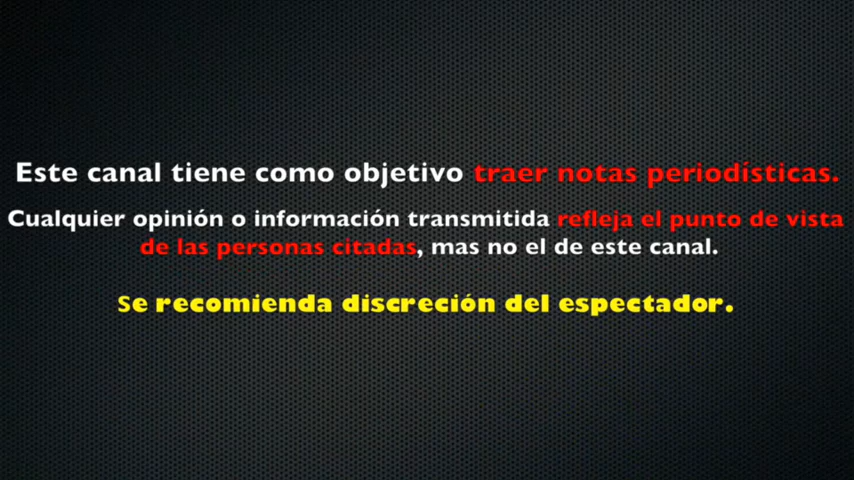 Este canal tiene como objetivo traer notas periodísticas.
Cualquier opinión o información transmitida refleja el punto de vista
de las personas citadas, mas no el de este canal.
Se recomienda discreción del espectador.